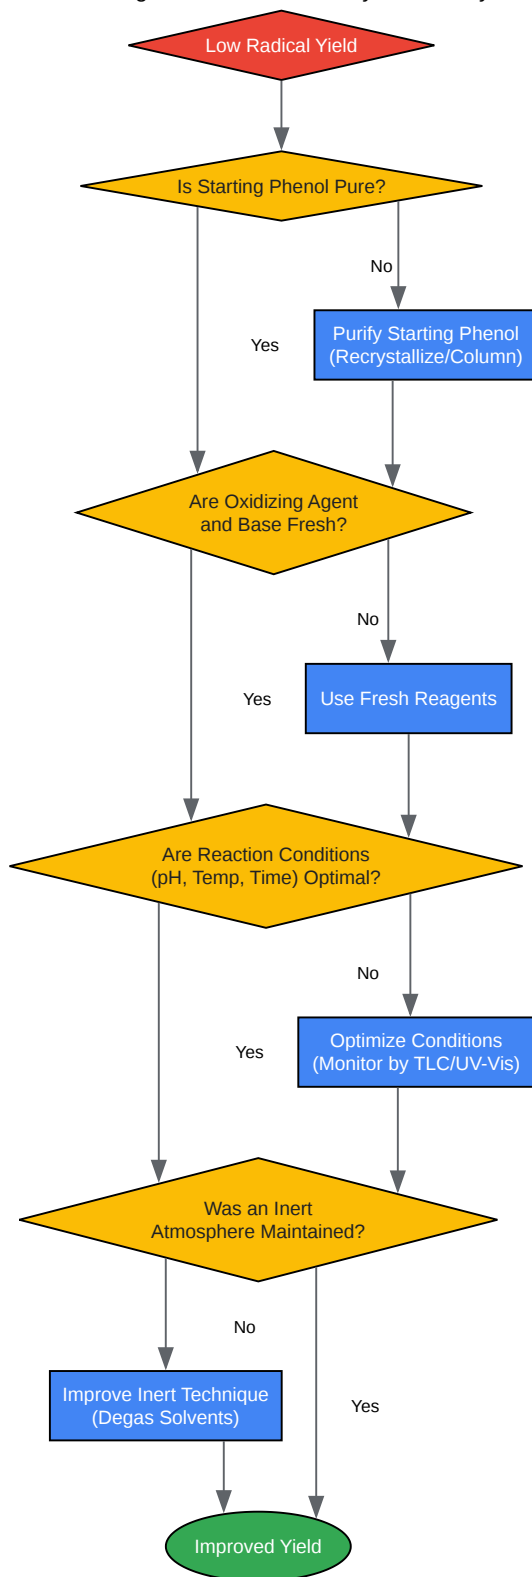 Low Radical Yield
Is Starting Phenol Pure?
No
Yes
Purify Starting Phenol
(Recrystallize/Column)
Are Oxidizing Agent
and Base Fresh?
No
Yes
Use Fresh Reagents
Are Reaction Conditions
(pH, Temp, Time) Optimal?
No
Yes
Optimize Conditions
(Monitor by TLC/UV-Vis)
Was an Inert
Atmosphere Maintained?
No
Yes
Improve Inert Technique
(Degas Solvents)
Improved Yield